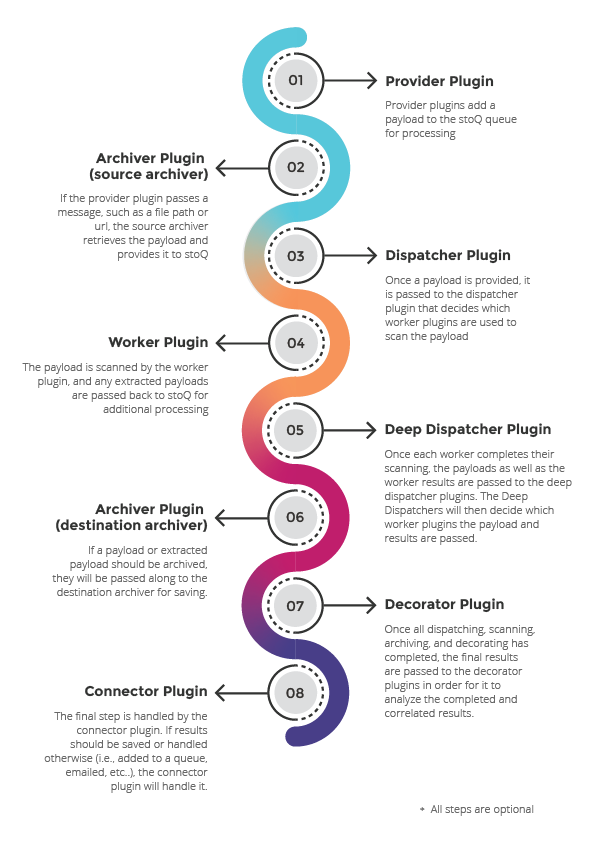 01
Provider Plugin
Provider plugins add a
payload to the stoQ queue
for processing
02
Archiver Plugin
(source archiver)
If the provider plugin passes a
message, such as a file path or
url, the source archiver
retrieves the payload and
provides it to stoQ
03
Dispatcher Plugin
Once a payload is provided, it
is passed to the dispatcher
plugin that decides which
worker plugins are used to
scan the payload
04
Worker Plugin
The payload is scanned by the worker
plugin, and any extracted payloads
are passed back to stoQ for
additional processing
05
Deep Dispatcher Plugin
Once each worker completes their
scanning, the payloads as well as the
worker results are passed to the deep
dispatcher plugins. The Deep
Dispatchers will then decide which
worker plugins the payload and
results are passed.
06
Archiver Plugin
(destination archiver)
If a payload or extracted
payload should be archived,
they will be passed along to the
destination archiver for saving.
07
Decorator Plugin
Once all dispatching, scanning,
archiving, and decorating has
completed, the final results
are passed to the decorator
plugins in order for it to
analyze the completed and
correlated results.
08
Connector Plugin
The final step is handled by the
connector plugin. If results
should be saved or handled
otherwise (i.e., added to a queue,
emailed, etc..), the connector
plugin will handle it.
* All steps are optional